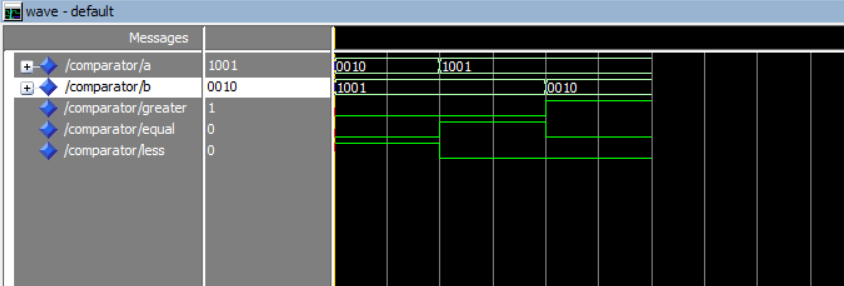 wave - default
Messages
/comparator/a 1001 0010 1001
/comparator/b 0010 1001 0010
/comparator/greater 1
/comparator/equal 0
/comparator/less 0